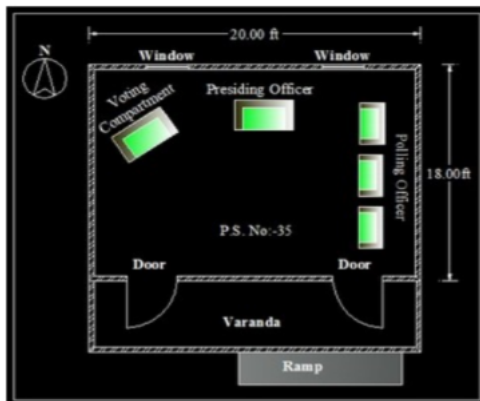 20.00 ft
N
Window
Window
Voting
Compartment
Presiding Officer
Polling Officer
18.00ft
P.S. No:-35
Door
Door
Varanda
Ramp